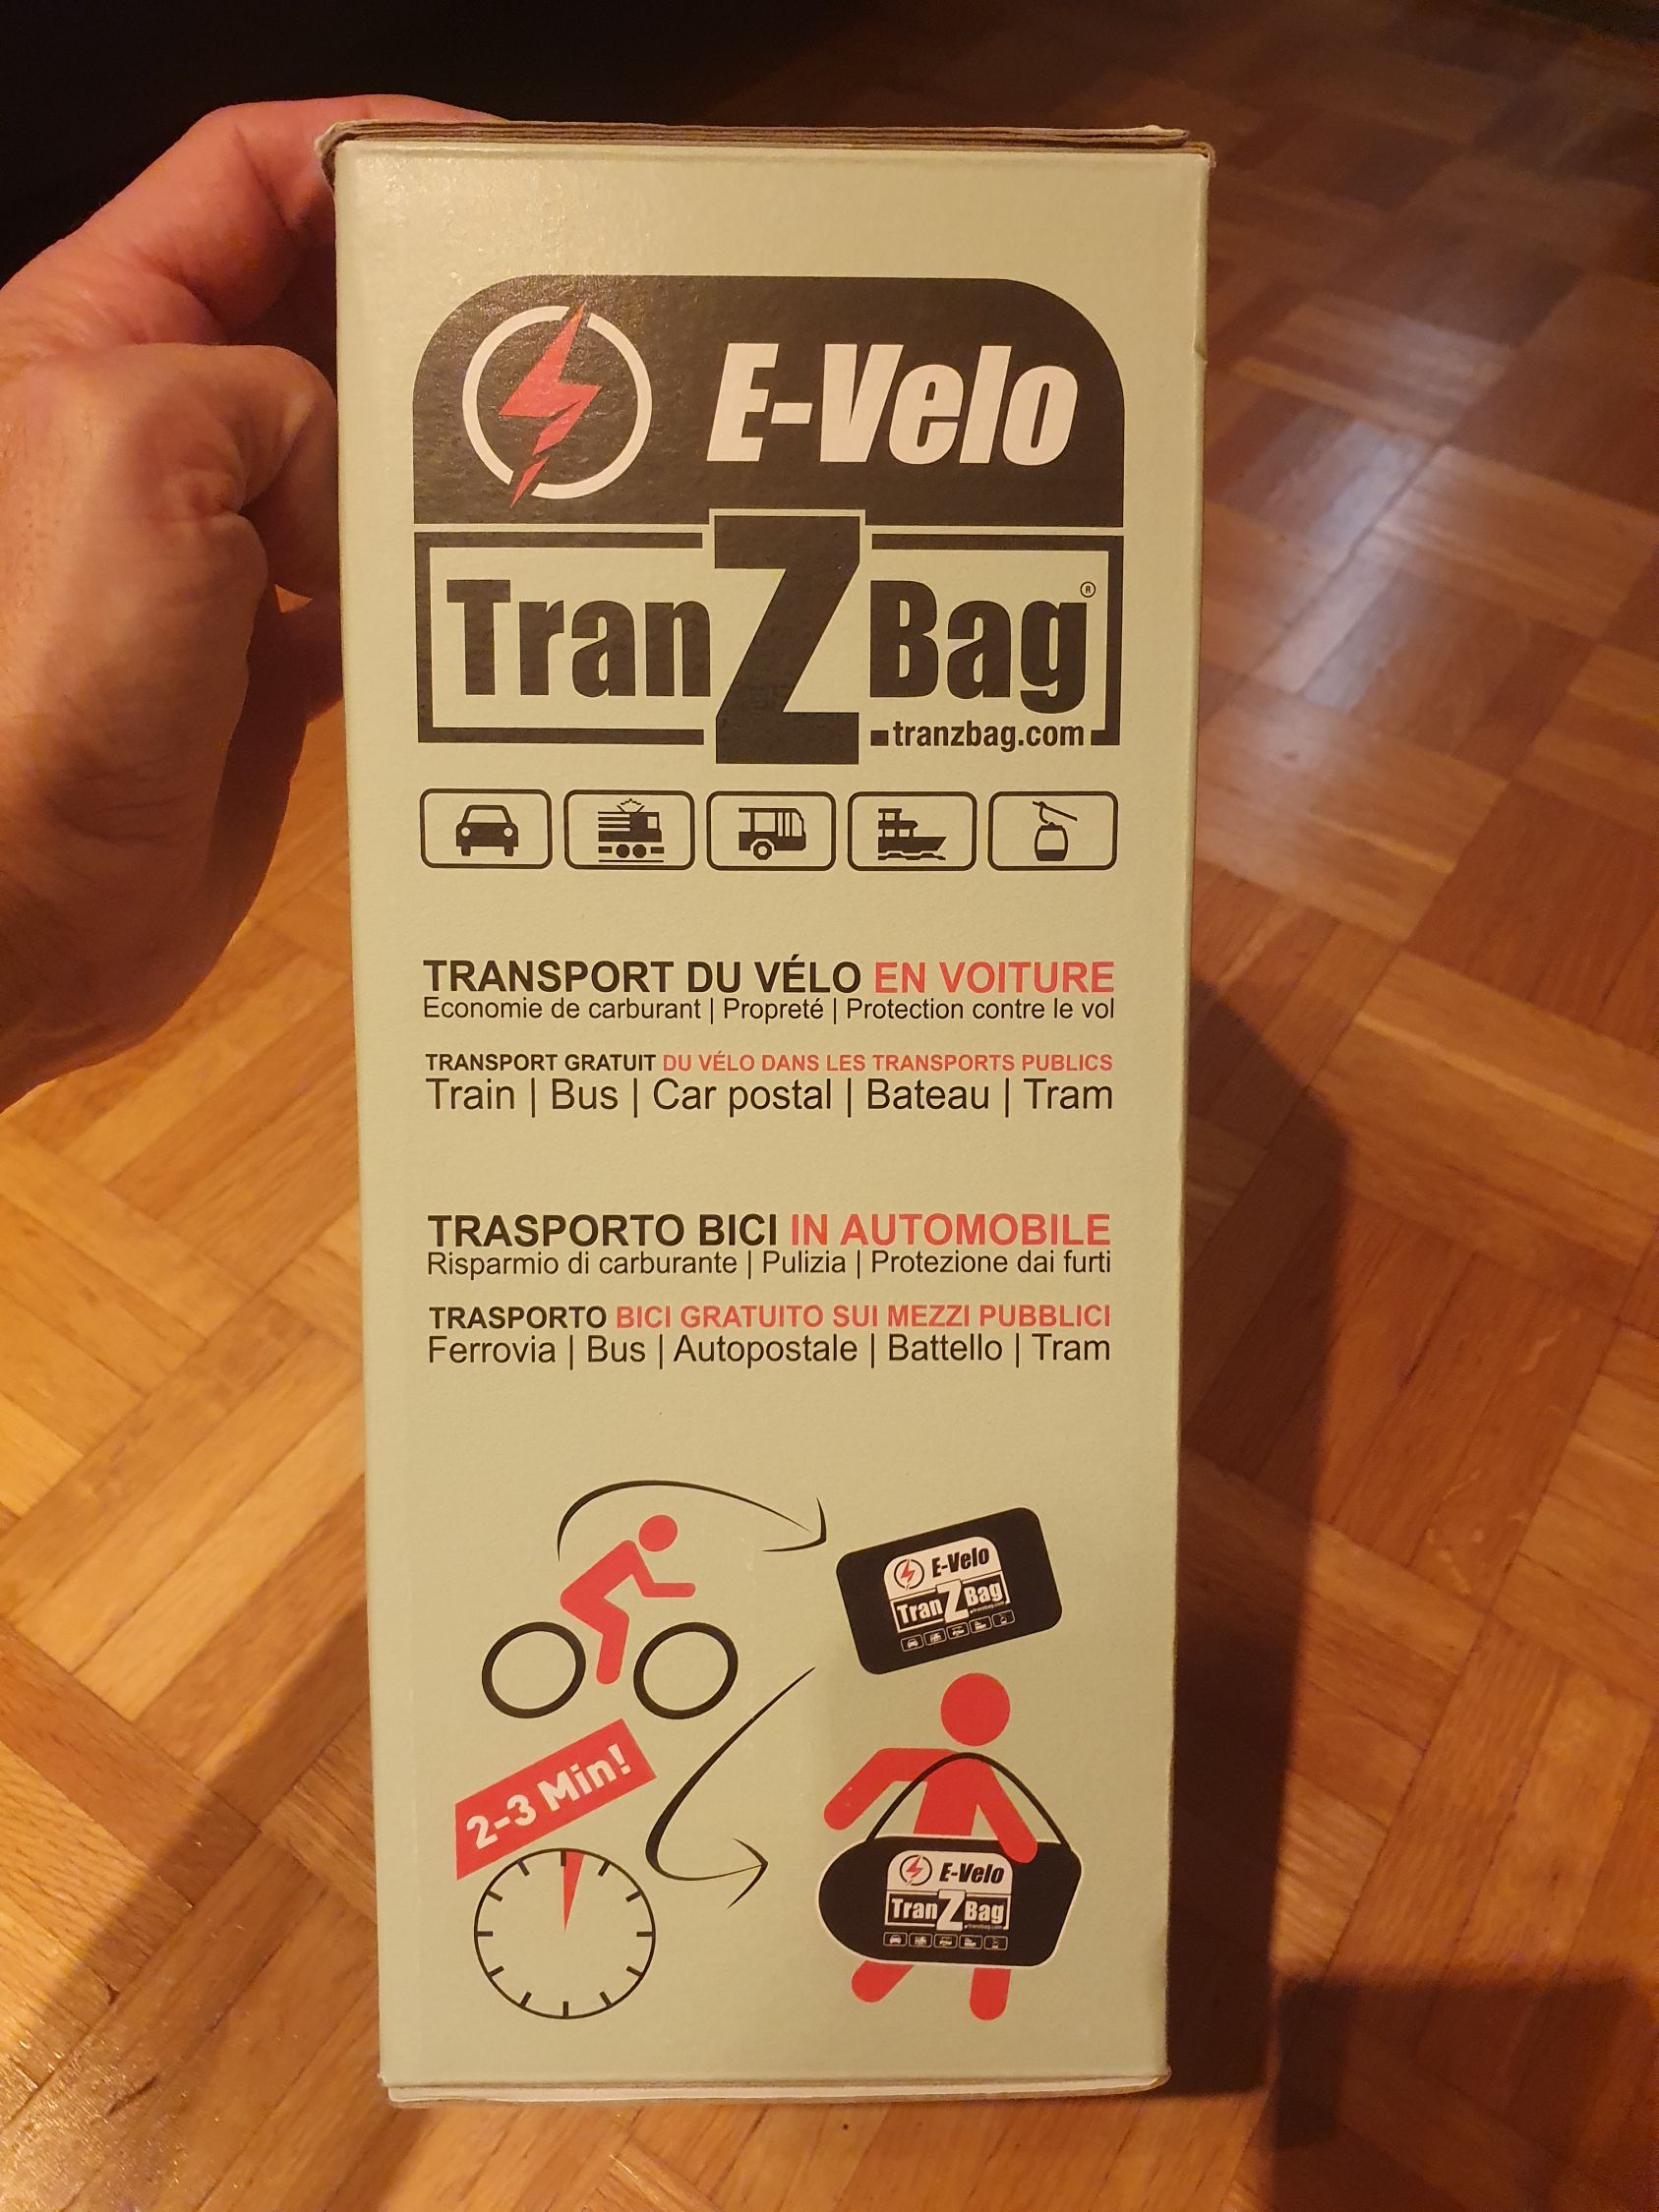 E-Velo
TranZBag®
tranzbag.com
TRANSPORT DU VÉLO EN VOITURE
Economie de carburant | Propreté | Protection contre le vol
TRANSPORT GRATUIT DU VÉLO DANS LES TRANSPORTS PUBLICS
Train | Bus | Car postal | Bateau | Tram
TRASPORTO BICI IN AUTOMOBILE
Risparmio di carburante | Pulizia | Protezione dai furti
TRASPORTO BICI GRATUITO SUI MEZZI PUBBLICI
Ferrovia | Bus | Autopostale | Battello | Tram
E-Velo
TranZBag
2-3 Min!
E-Velo
TranZBag